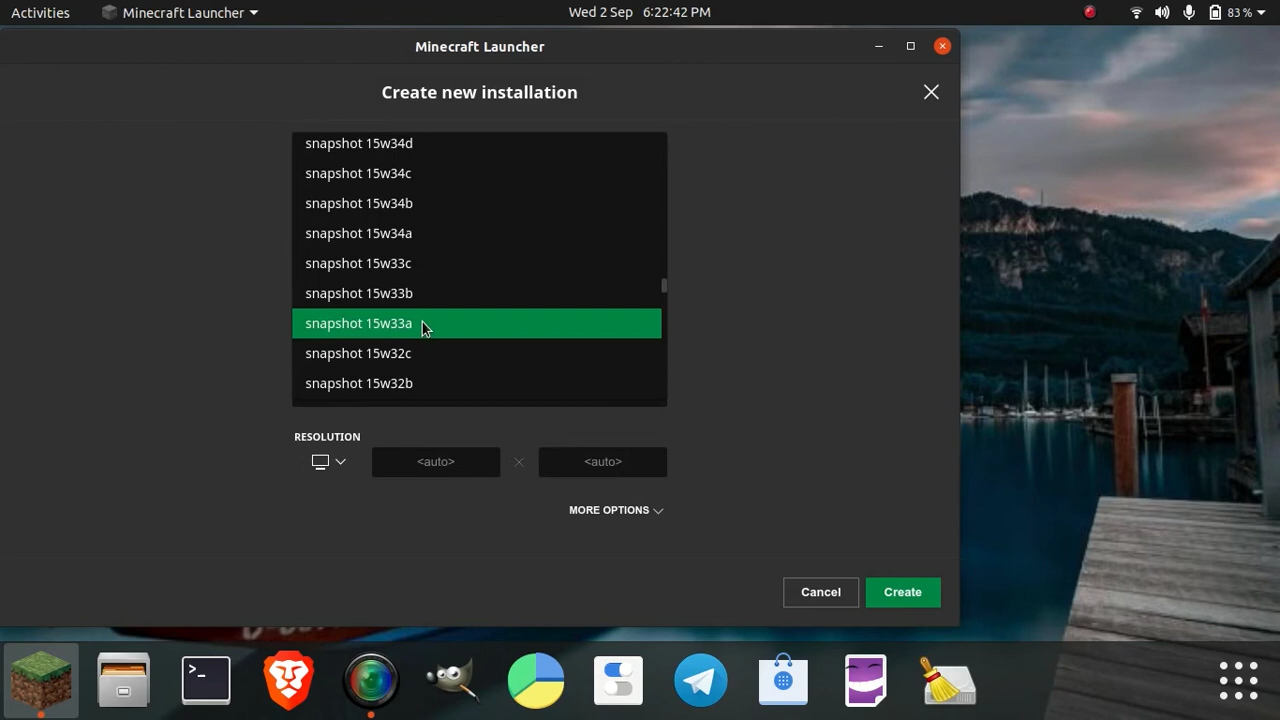 Activities Minecraft Launcher Wed 2 Sep 6:22:42 PM 83 %
Minecraft Launcher
Create new installation
snapshot 15w34d
snapshot 15w34c
snapshot 15w34b
snapshot 15w34a
snapshot 15w33c
snapshot 15w33b
snapshot 15w33a
snapshot 15w32c
snapshot 15w32b
RESOLUTION
<auto> <auto>
MORE OPTIONS
Cancel Create
>_